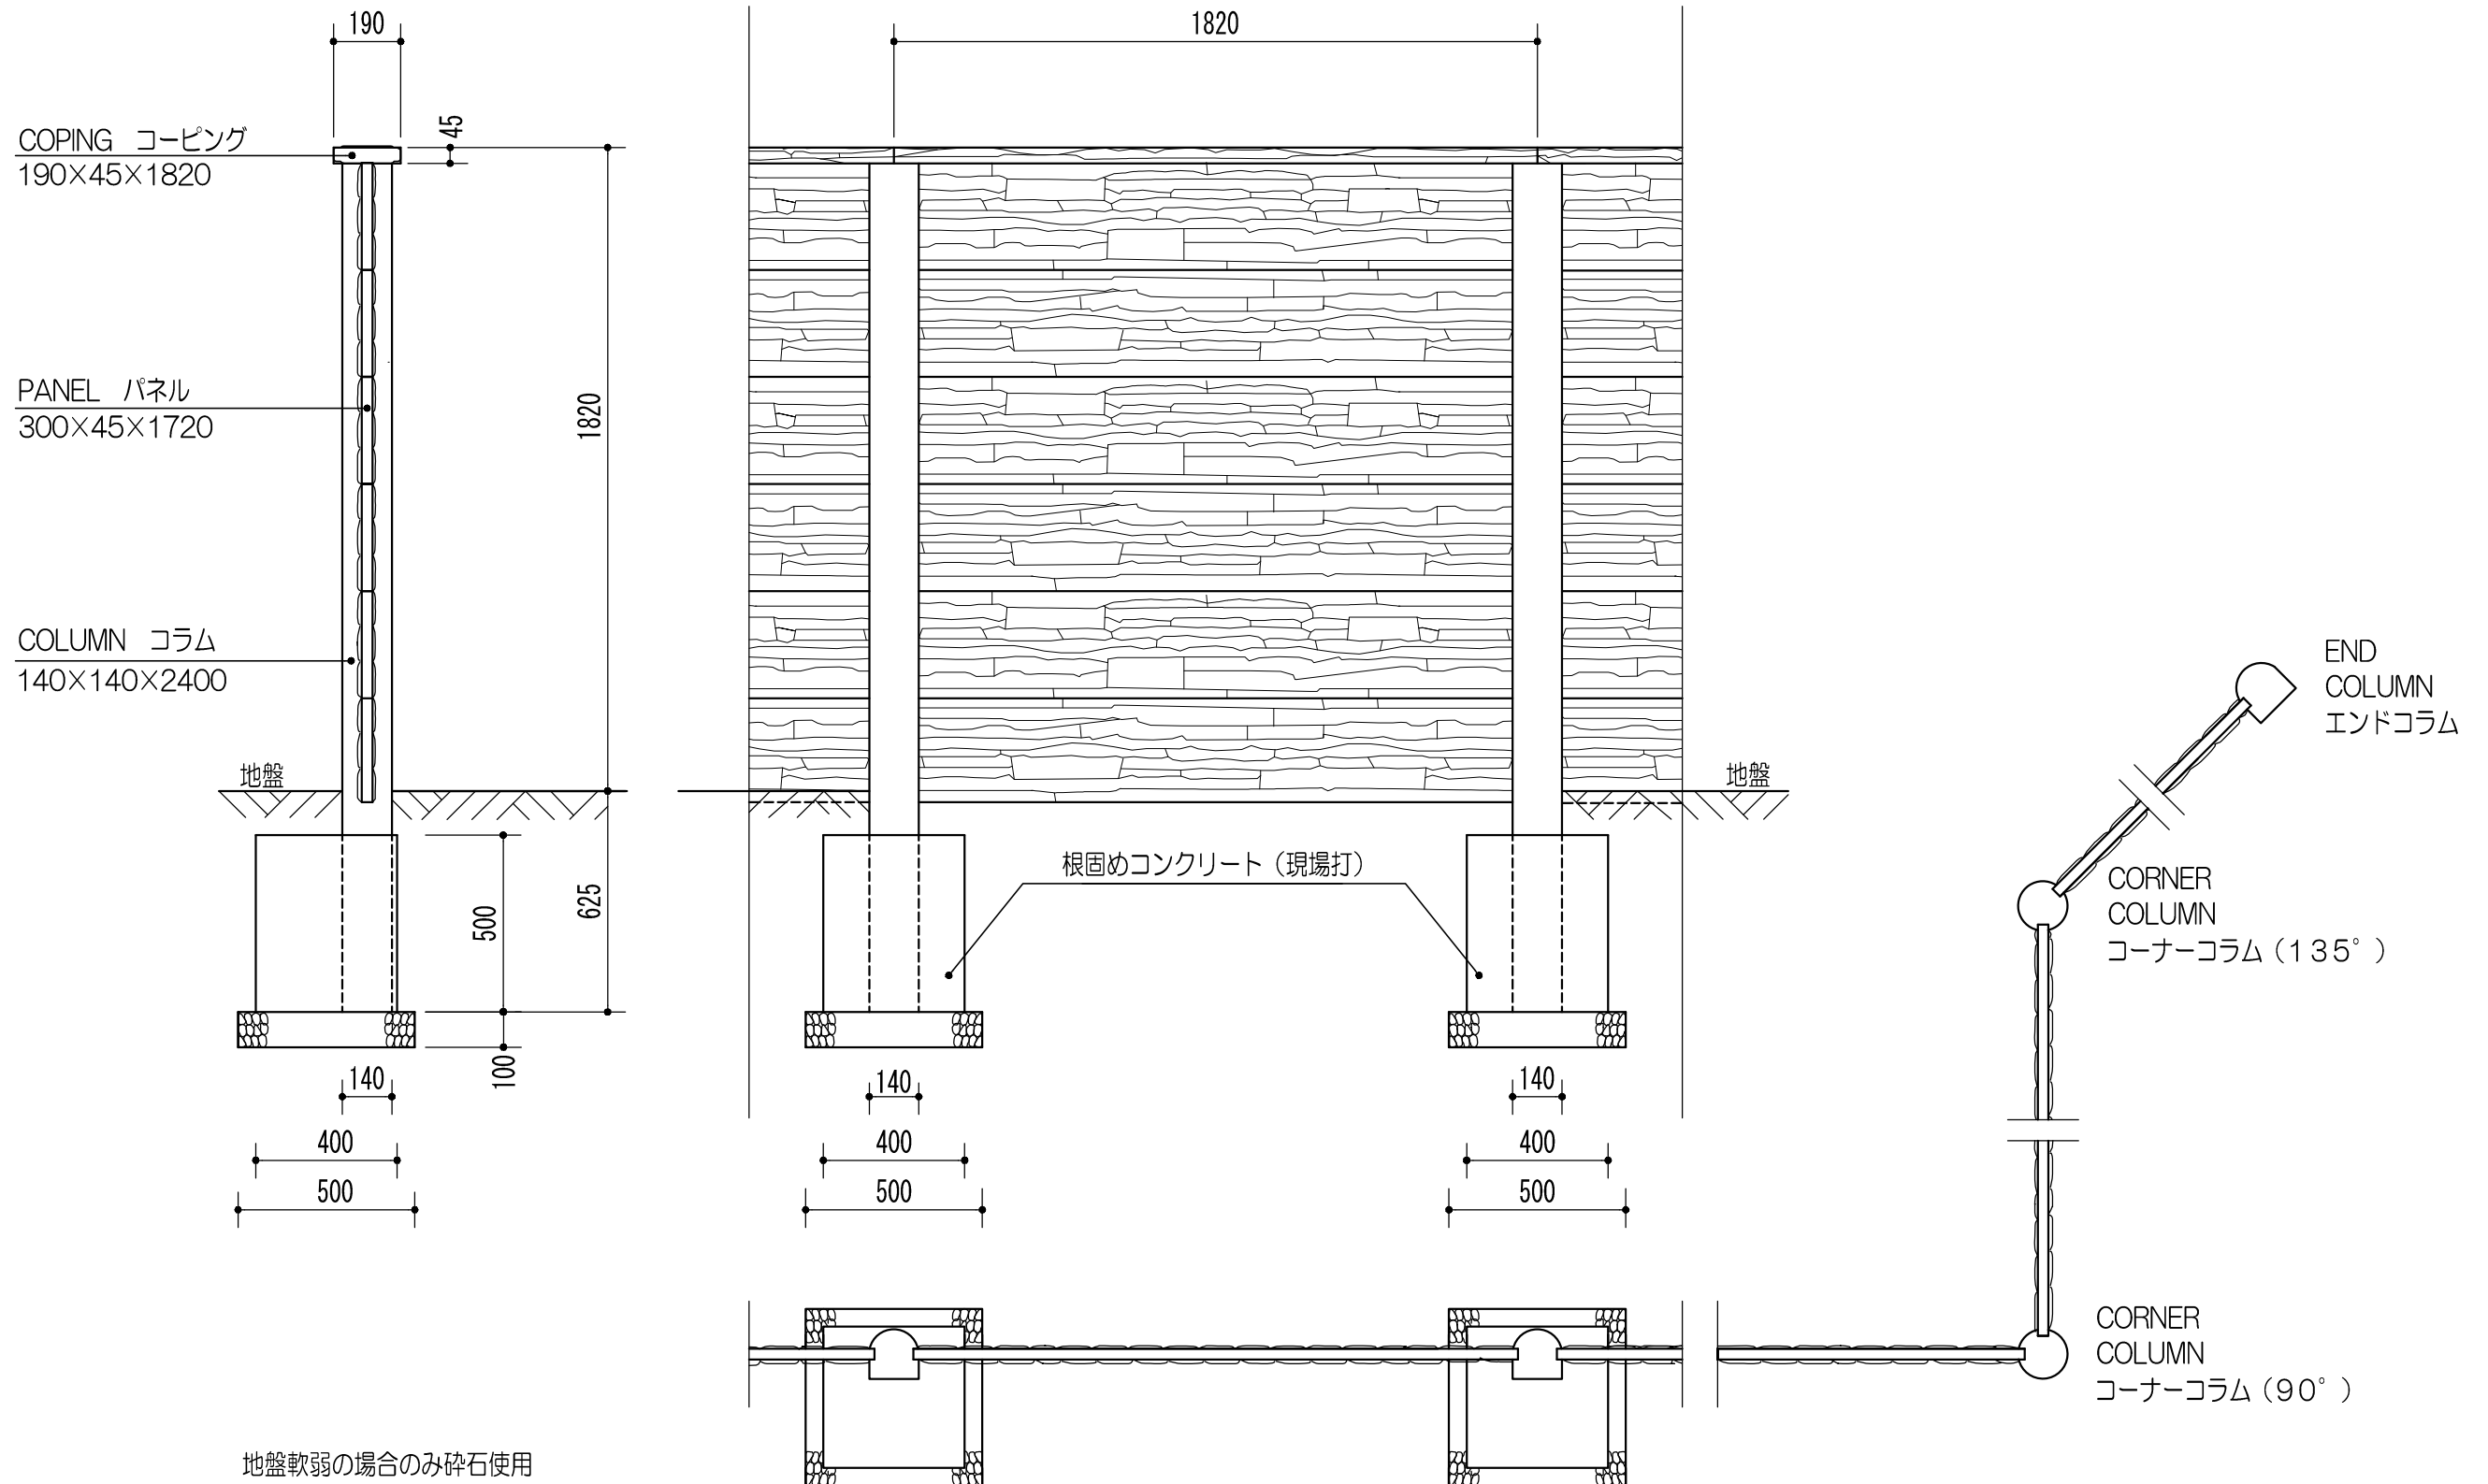 190
1820
COPING コーピング
190×45×1820
45
PANEL パネル
300×45×1720
1820
COLUMN コラム
140×140×2400
地盤
地盤
根固めコンクリート（現場打）
500
625
100
140
400
500
140
400
500
140
400
500
END
COLUMN
エンドコラム
CORNER
COLUMN
コーナーコラム（135°）
CORNER
COLUMN
コーナーコラム（90°）
地盤軟弱の場合のみ砕石使用